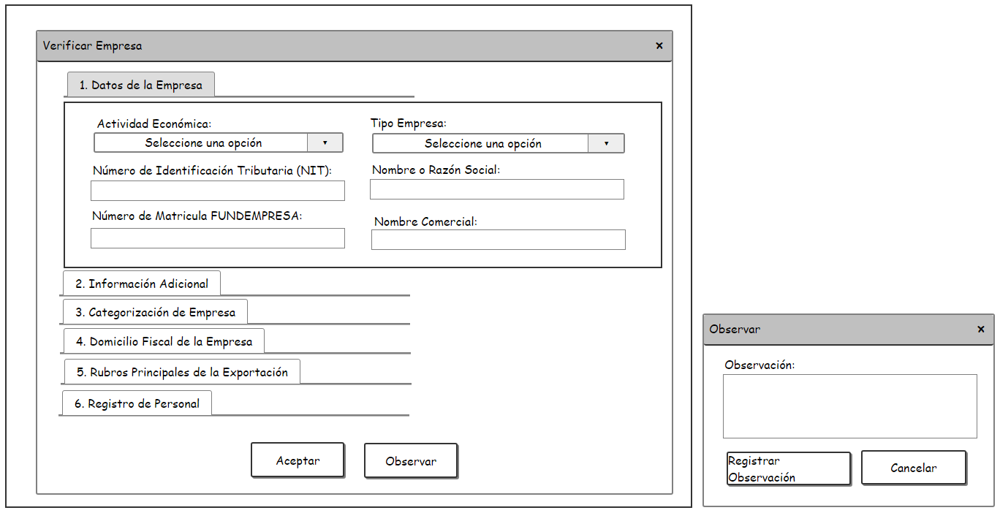 Verificar Empresa x
1. Datos de la Empresa
Actividad Económica: Tipo Empresa:
Seleccione una opción Seleccione una opción
Número de Identificación Tributaria (NIT): Nombre o Razón Social:
Número de Matricula FUNDEMPRESA: Nombre Comercial:
2. Información Adicional
3. Categorización de Empresa
4. Domicilio Fiscal de la Empresa
5. Rubros Principales de la Exportación
6. Registro de Personal
Aceptar Observar
Observar x
Observación:
Registrar
Observación
Cancelar